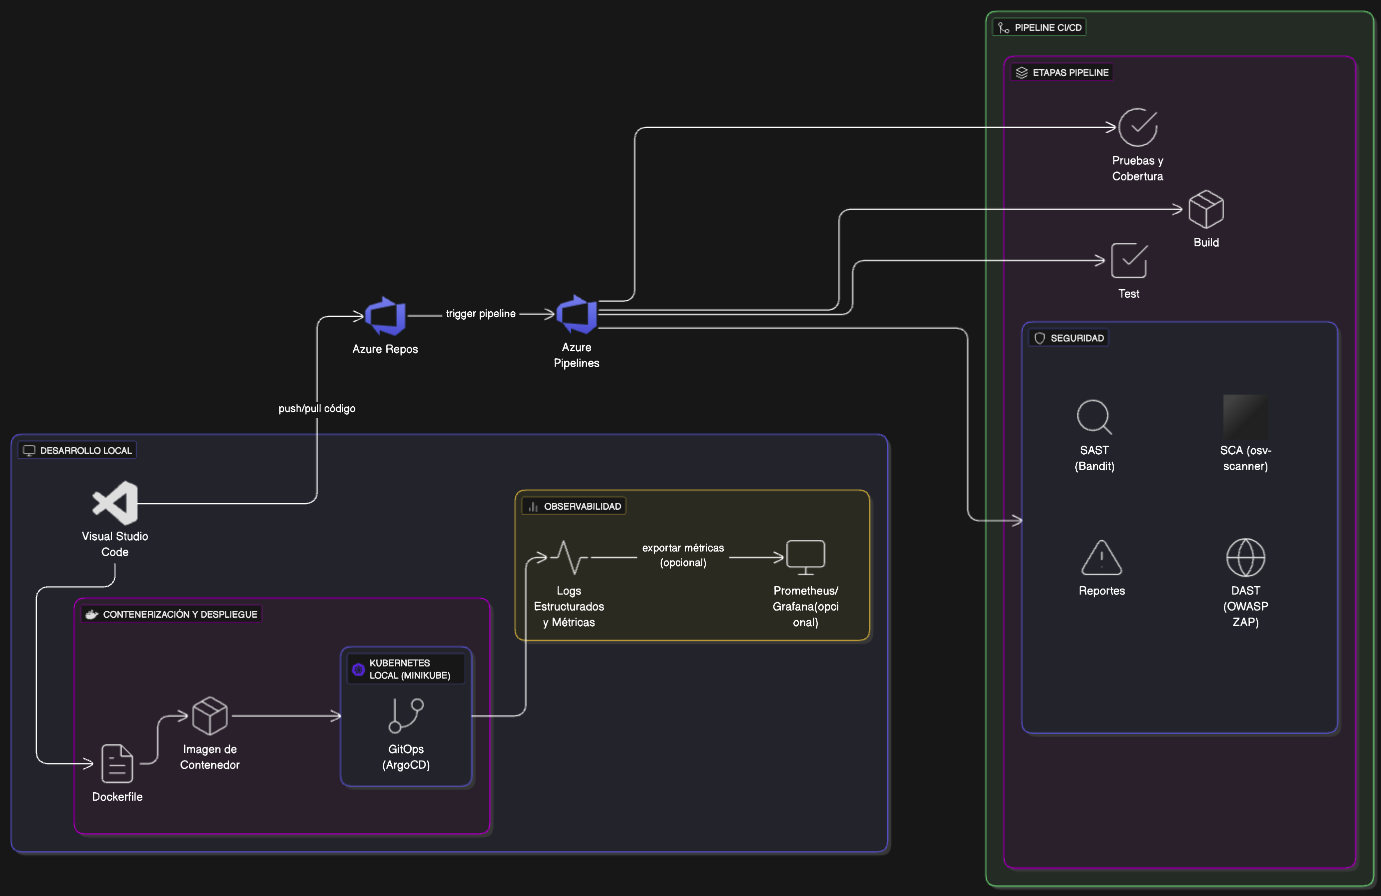 PIPELINE CI/CD
ETAPAS PIPELINE
Pruebas y
Cobertura
Build
Test
Azure Repos
trigger pipeline
Azure
Pipelines
push/pull código
SEGURIDAD
SAST
(Bandit)
SCA (osv-
scanner)
Reportes
DAST
(OWASP
ZAP)
DESARROLLO LOCAL
Visual Studio
Code
OBSERVABILIDAD
Logs
Estructurados
y Métricas
exportar métricas
(opcional)
Prometheus/
Grafana(opci
onal)
CONTENERIZACIÓN Y DESPLIEGUE
Dockerfile
Imagen de
Contenedor
KUBERNETES
LOCAL (MINIKUBE)
GitOps
(ArgoCD)